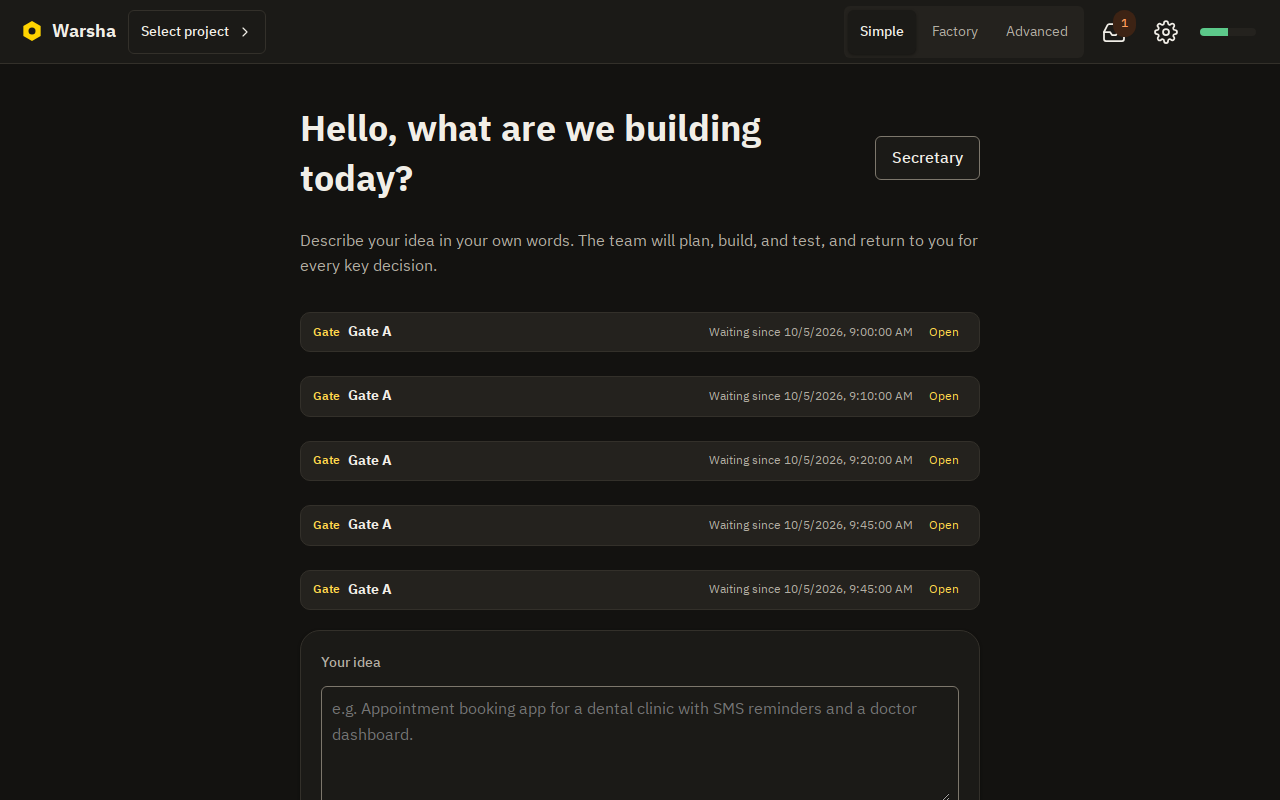 Warsha
Select project
Simple
Factory
Advanced
1
Hello, what are we building
today?
Secretary
Describe your idea in your own words. The team will plan, build, and test, and return to you for
every key decision.
Gate Gate A Waiting since 10/5/2026, 9:00:00 AM Open
Gate Gate A Waiting since 10/5/2026, 9:10:00 AM Open
Gate Gate A Waiting since 10/5/2026, 9:20:00 AM Open
Gate Gate A Waiting since 10/5/2026, 9:45:00 AM Open
Gate Gate A Waiting since 10/5/2026, 9:45:00 AM Open
Your idea
e.g. Appointment booking app for a dental clinic with SMS reminders and a doctor
dashboard.